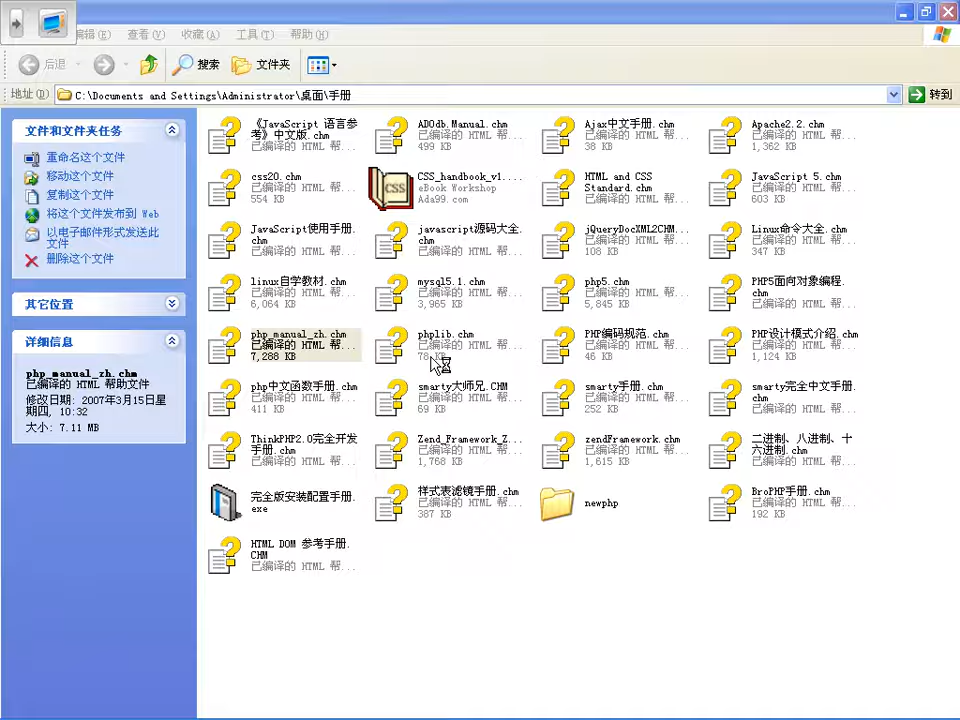 编辑(E) 查看(V) 收藏(A) 工具(T) 帮助(H)
后退 搜索 文件夹
地址(D) C:\Documents and Settings\Administrator\桌面\手册 转到
文件和文件夹任务
重命名这个文件
移动这个文件
复制这个文件
将这个文件发布到 Web
以电子邮件形式发送此
文件
删除这个文件
其它位置
详细信息
php_manual_zh.chm
已编译的 HTML 帮助文件
修改日期: 2007年3月15日星
期四, 10:32
大小: 7.11 MB
《JavaScript 语言参
考》中文版.chm
已编译的 HTML 帮...
ADOdb.Manual.chm
已编译的 HTML 帮...
499 KB
Ajax中文手册.chm
已编译的 HTML 帮...
38 KB
Apache2.2.chm
已编译的 HTML 帮...
1,362 KB
css20.chm
已编译的 HTML 帮...
554 KB
CSS_handbook_v1....
eBook Workshop
Ada99.com
CSS
HTML and CSS
Standard.chm
已编译的 HTML 帮...
JavaScript 5.chm
已编译的 HTML 帮...
603 KB
JavaScript使用手册.
chm
已编译的 HTML 帮...
javascript源码大全.
chm
已编译的 HTML 帮...
jQueryDocXML2CHM...
已编译的 HTML 帮...
108 KB
Linux命令大全.chm
已编译的 HTML 帮...
347 KB
linux自学教材.chm
已编译的 HTML 帮...
6,064 KB
mysql5.1.chm
已编译的 HTML 帮...
3,965 KB
php5.chm
已编译的 HTML 帮...
5,845 KB
PHP5面向对象编程.
chm
已编译的 HTML 帮...
php_manual_zh.chm
已编译的 HTML 帮...
7,288 KB
phplib.chm
已编译的 HTML 帮...
78 KB
PHP编码规范.chm
已编译的 HTML 帮...
46 KB
PHP设计模式介绍.chm
已编译的 HTML 帮...
1,124 KB
php中文函数手册.chm
已编译的 HTML 帮...
411 KB
smarty大师兄.CHM
已编译的 HTML 帮...
69 KB
smarty手册.chm
已编译的 HTML 帮...
252 KB
smarty完全中文手册.
chm
已编译的 HTML 帮...
ThinkPHP2.0完全开发
手册.chm
已编译的 HTML 帮...
Zend_Framework_Z...
已编译的 HTML 帮...
1,768 KB
zendFramework.chm
已编译的 HTML 帮...
1,615 KB
二进制、八进制、十
六进制.chm
已编译的 HTML 帮...
完全版安装配置手册.
exe
样式表滤镜手册.chm
已编译的 HTML 帮...
387 KB
newphp
BroPHP手册.chm
已编译的 HTML 帮...
192 KB
HTML DOM 参考手册.
CHM
已编译的 HTML 帮...